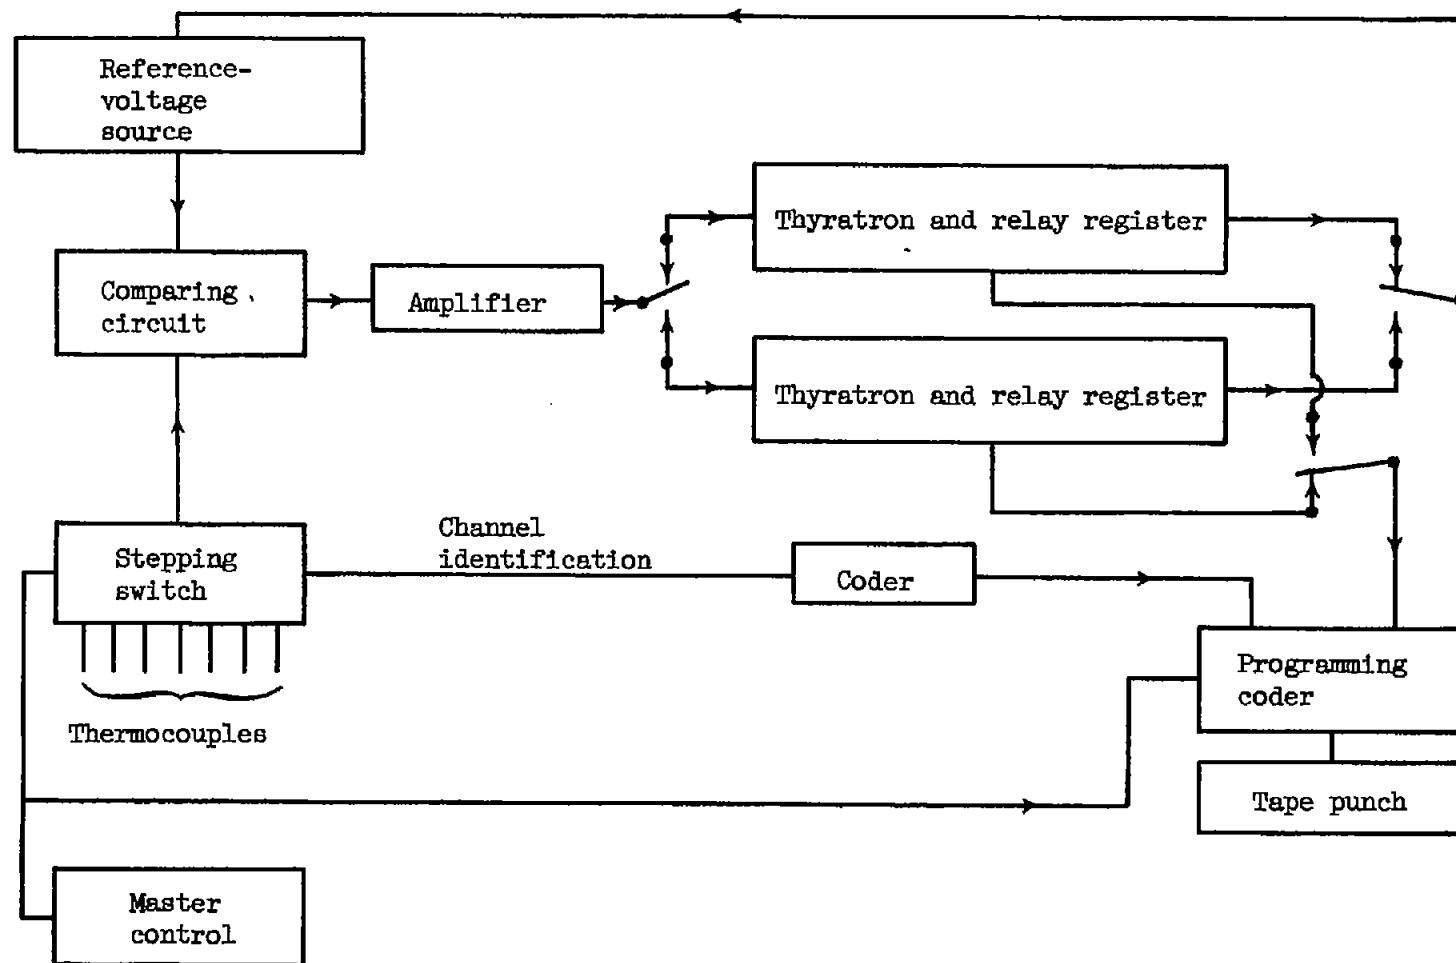 Reference-
voltage
source
Comparing
circuit
Amplifier
Thyratron and relay register
Thyratron and relay register
Stepping
switch
Channel
identification
Coder
Programming
coder
Thermocouples
Tape punch
Master
control